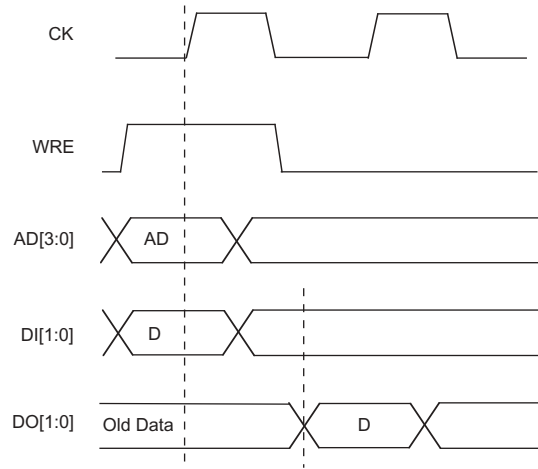 CK
WRE
AD[3:0]
AD
DI[1:0]
D
DO[1:0]
Old Data
D